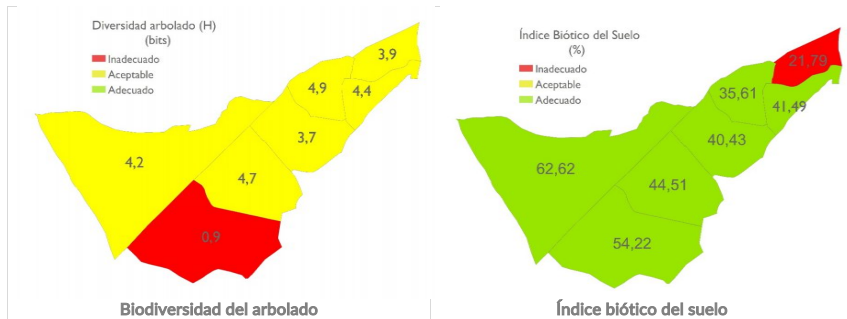 Diversidad arbolado (H)
(bits)
Inadecuado
Aceptable
Adecuado
3,9
4,9
4,4
3,7
4,2
4,7
0,9
Biodiversidad del arbolado
Índice Biótico del Suelo
(%)
Inadecuado
Aceptable
Adecuado
21,79
35,61
41,49
40,43
62,62
44,51
54,22
Índice biótico del suelo